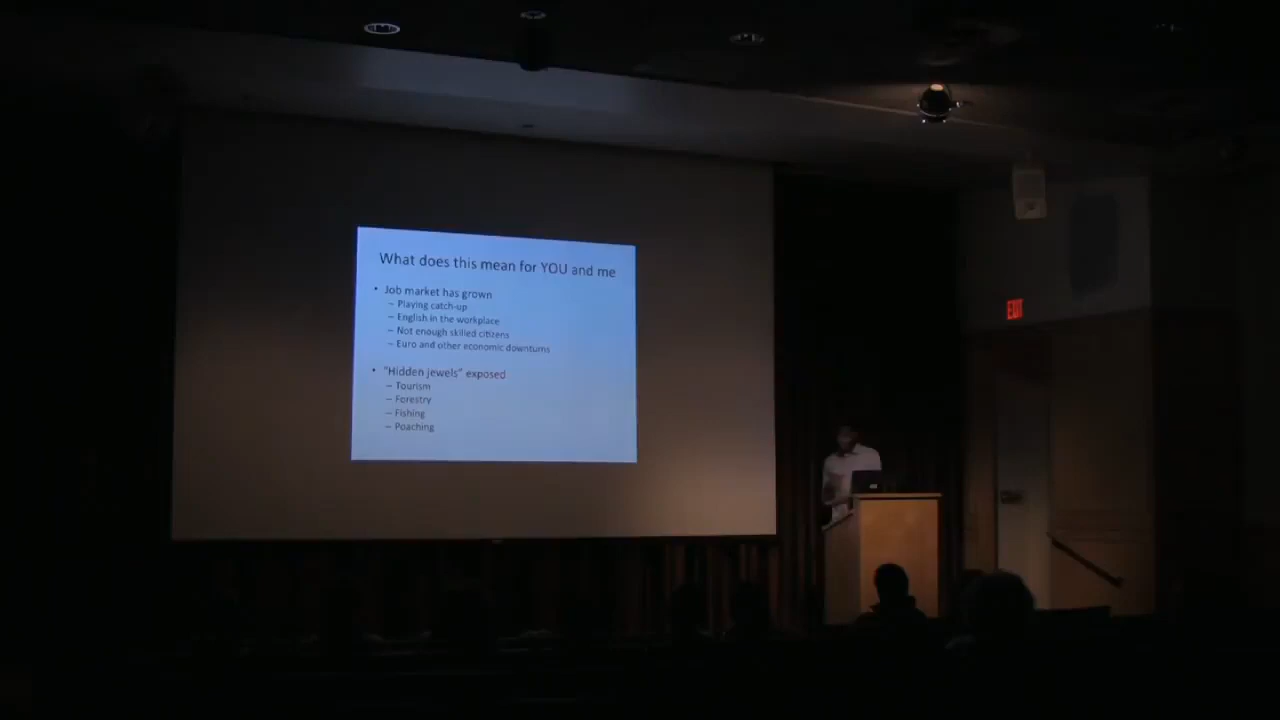 What does this mean for YOU and me
• Job market has grown
– Playing catch-up
– English in the workplace
– Not enough skilled citizens
– Euro and other economic downturns
• "Hidden jewels" exposed
– Tourism
– Forestry
– Fishing
– Poaching
EXIT